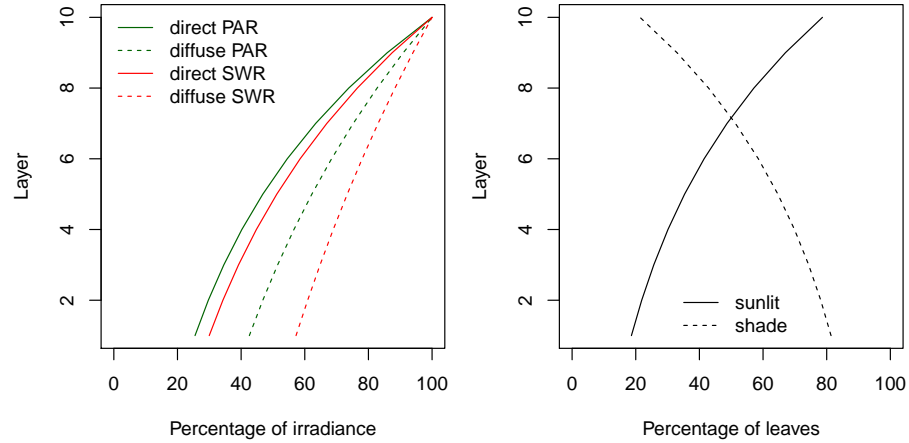 direct PAR
diffuse PAR
direct SWR
diffuse SWR
10
8
6
4
2
Layer
0 20 40 60 80 100
Percentage of irradiance
10
8
6
4
2
Layer
sunlit
shade
0 20 40 60 80 100
Percentage of leaves